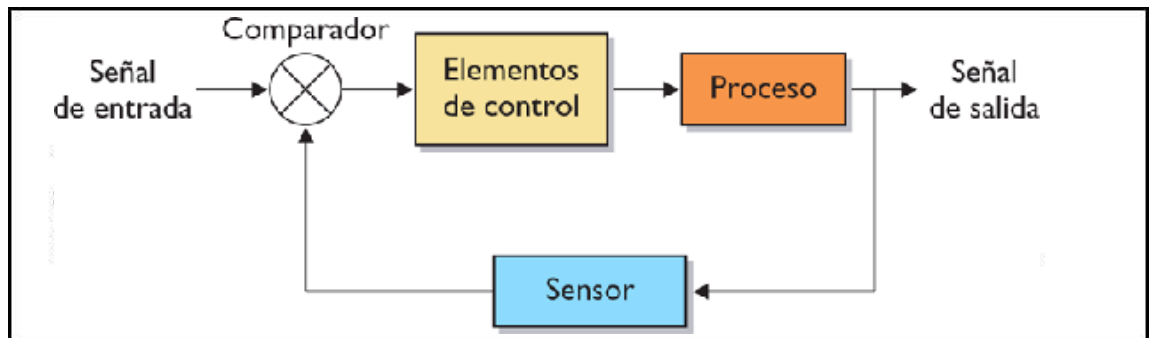 Comparador
Señal
de entrada
Elementos
de control
Proceso
Señal
de salida
Sensor